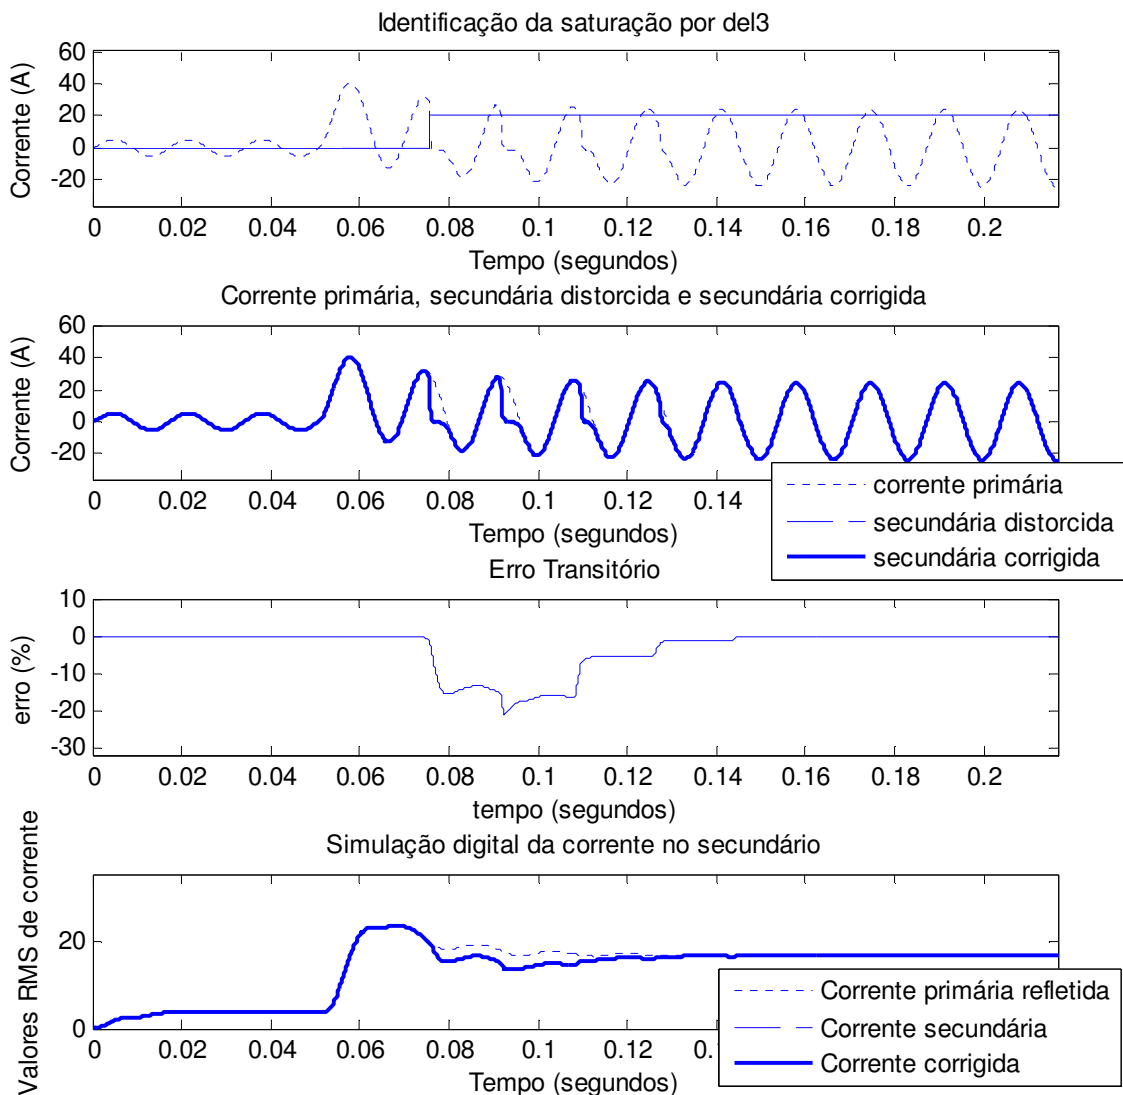 Identificação da saturação por del3
Corrente (A)
60
40
20
0
-20
0 0.02 0.04 0.06 0.08 0.1 0.12 0.14 0.16 0.18 0.2
Tempo (segundos)
Corrente primária, secundária distorcida e secundária corrigida
Corrente (A)
60
40
20
0
-20
0 0.02 0.04 0.06 0.08 0.1 0.12 0.14
Tempo (segundos)
corrente primária
secundária distorcida
secundária corrigida
Erro Transitório
erro (%)
10
0
-10
-20
-30
0 0.02 0.04 0.06 0.08 0.1 0.12 0.14 0.16 0.18 0.2
tempo (segundos)
Simulação digital da corrente no secundário
Valores RMS de corrente
20
0
0 0.02 0.04 0.06 0.08 0.1 0.12
Tempo (segundos)
Corrente primária refletida
Corrente secundária
Corrente corrigida